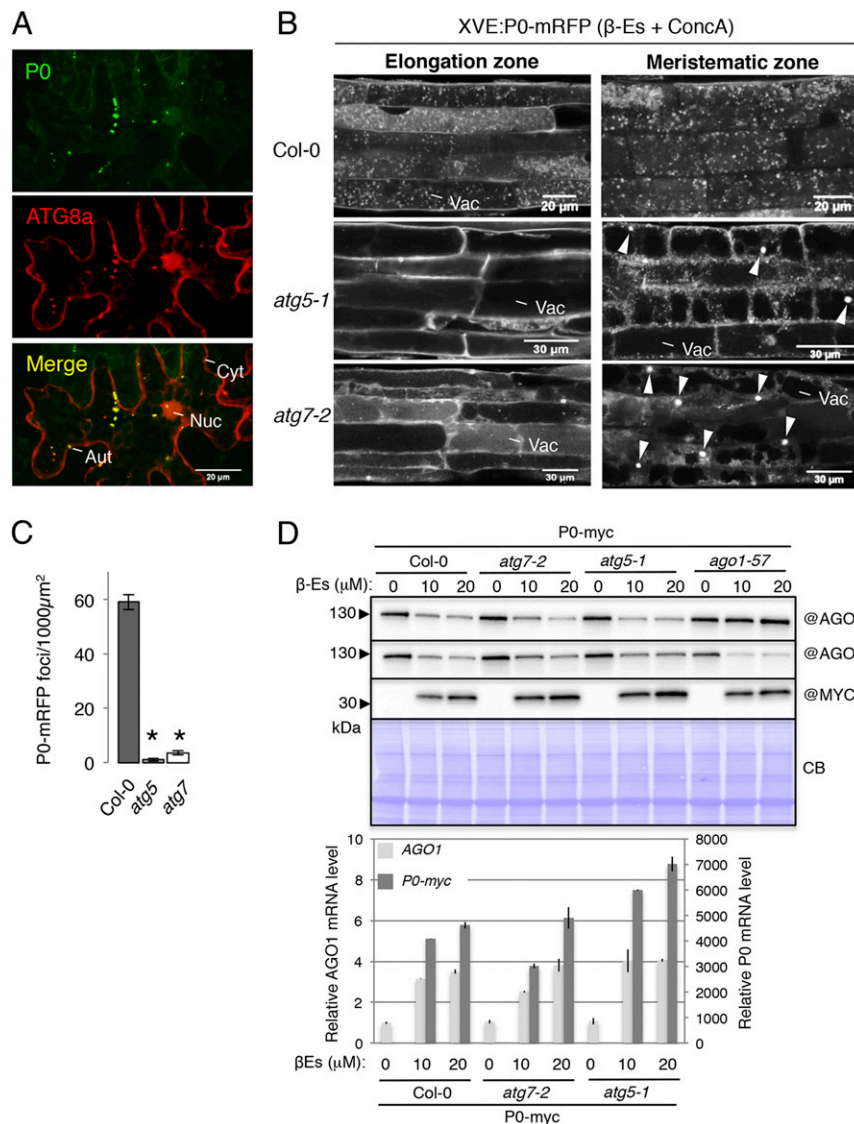 A
P0
ATG8a
Merge
Cyt
Nuc
Aut
20 µm
B
XVE:P0-mRFP (β-Es + ConcA)
Elongation zone
Meristematic zone
Col-0
Vac
20 µm
20 µm
atg5-1
Vac
30 µm
Vac
30 µm
atg7-2
Vac
30 µm
Vac
30 µm
C
P0-mRFP foci/1000µm²
60
40
20
0
*
*
Col-0
atg5
atg7
D
P0-myc
Col-0
atg7-2
atg5-1
ago1-57
β-Es (µM): 0 10 20 0 10 20 0 10 20 0 10 20
130
@AGO
130
@AGO
30
@MYC
kDa
CB
Relative AGO1 mRNA level
10
8
6
4
2
0
AGO1
P0-myc
8000
7000
6000
5000
4000
3000
2000
1000
0
Relative P0 mRNA level
βEs (µM): 0 10 20 0 10 20 0 10 20
Col-0
atg7-2
atg5-1
P0-myc